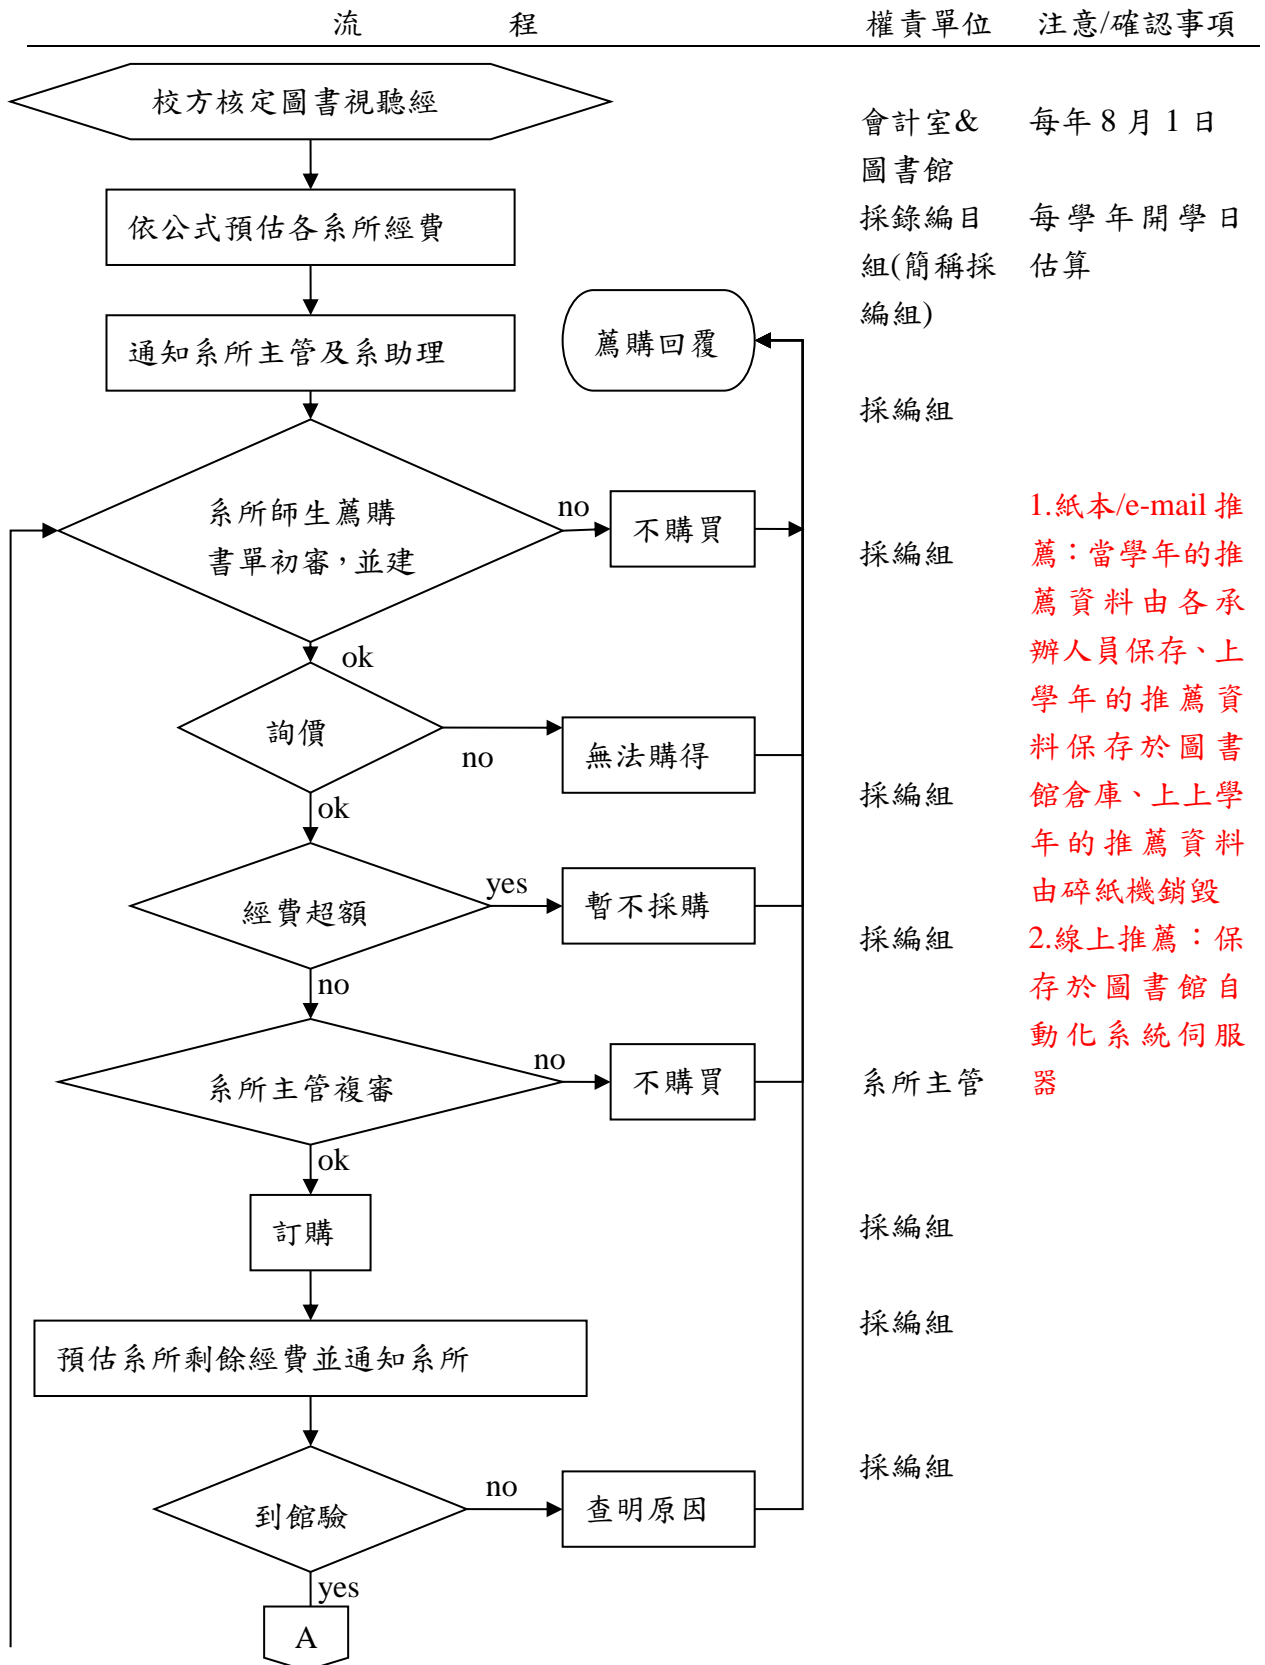 流 程 權責單位 注意/確認事項
校方核定圖書視聽經
會計室& 每年 8 月 1 日
圖書館
依公式預估各系所經費
採錄編目 每學年開學日
組(簡稱採 估算
編組)
通知系所主管及系助理
薦購回覆
採編組
系所師生薦購
書單初審，並建
no
不購買
ok
採編組
1.紙本/e-mail 推
薦：當學年的推
薦資料由各承
辦人員保存、上
學年的推薦資
料保存於圖書
館倉庫、上上學
年的推薦資料
由碎紙機銷毀
2.線上推薦：保
存於圖書館自
動化系統伺服
器
詢價
no
無法購得
ok
採編組
經費超額
yes
暫不採購
no
採編組
系所主管複審
no
不購買
ok
系所主管
訂購
採編組
預估系所剩餘經費並通知系所
採編組
到館驗
no
查明原因
yes
採編組
A